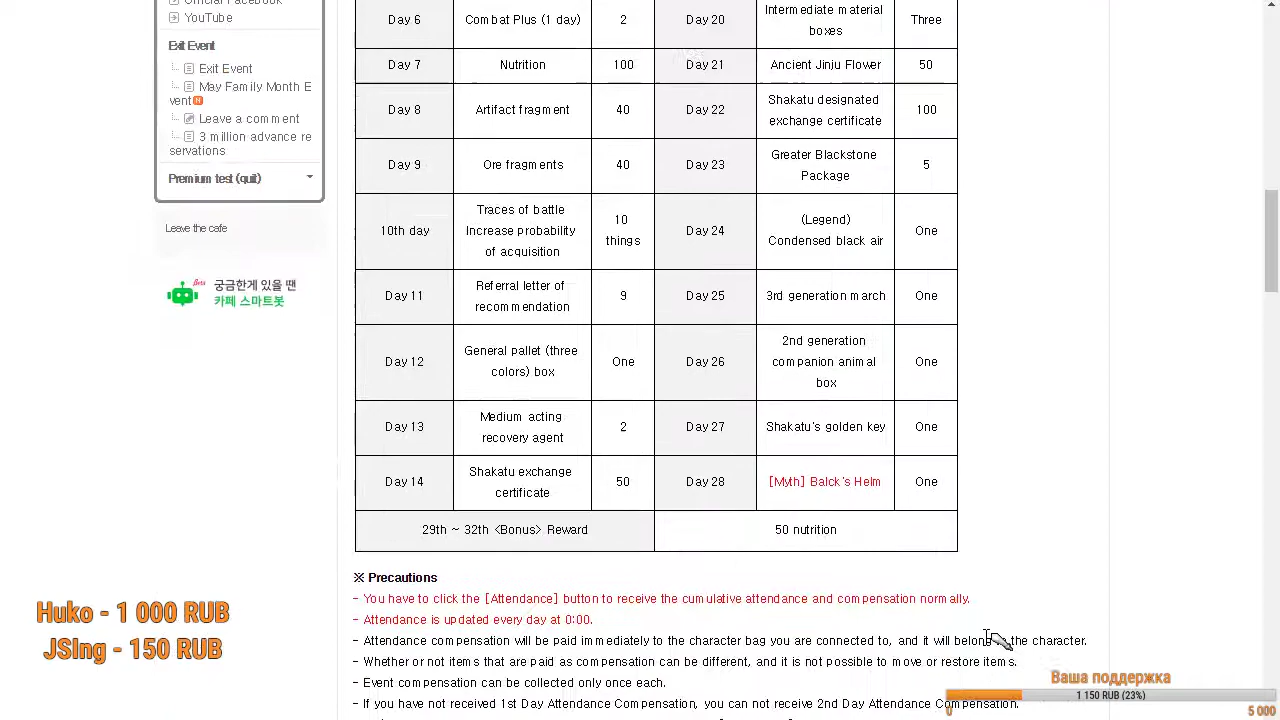 Official Facebook
YouTube
Exit Event
Exit Event
May Family Month E
vent N
Leave a comment
3 million advance re
servations
Premium test (quit)
Leave the cafe
beta
궁금한게 있을 땐
카페 스마트봇
Day 6 Combat Plus (1 day) 2 Day 20 Intermediate material
boxes Three
Day 7 Nutrition 100 Day 21 Ancient Jinju Flower 50
Day 8 Artifact fragment 40 Day 22 Shakatu designated
exchange certificate 100
Day 9 Ore fragments 40 Day 23 Greater Blackstone
Package 5
10th day Traces of battle
Increase probability
of acquisition 10
things Day 24 (Legend)
Condensed black air One
Day 11 Referral letter of
recommendation 9 Day 25 3rd generation march One
Day 12 General pallet (three
colors) box One Day 26 2nd generation
companion animal
box One
Day 13 Medium acting
recovery agent 2 Day 27 Shakatu's golden key One
Day 14 Shakatu exchange
certificate 50 Day 28 [Myth] Balck's Helm One
29th ~ 32th <Bonus> Reward 50 nutrition
※ Precautions
- You have to click the [Attendance] button to receive the cumulative attendance and compensation normally.
- Attendance is updated every day at 0:00.
- Attendance compensation will be paid immediately to the character bag you are connected to, and it will belong the character.
- Whether or not items that are paid as compensation can be different, and it is not possible to move or restore items.
- Event compensation can be collected only once each.
- If you have not received 1st Day Attendance Compensation, you can not receive 2nd Day Attendance Compensation.
Huko - 1 000 RUB
JSIng - 150 RUB
Ваша поддержка
1 150 RUB (23%)
0 5 000